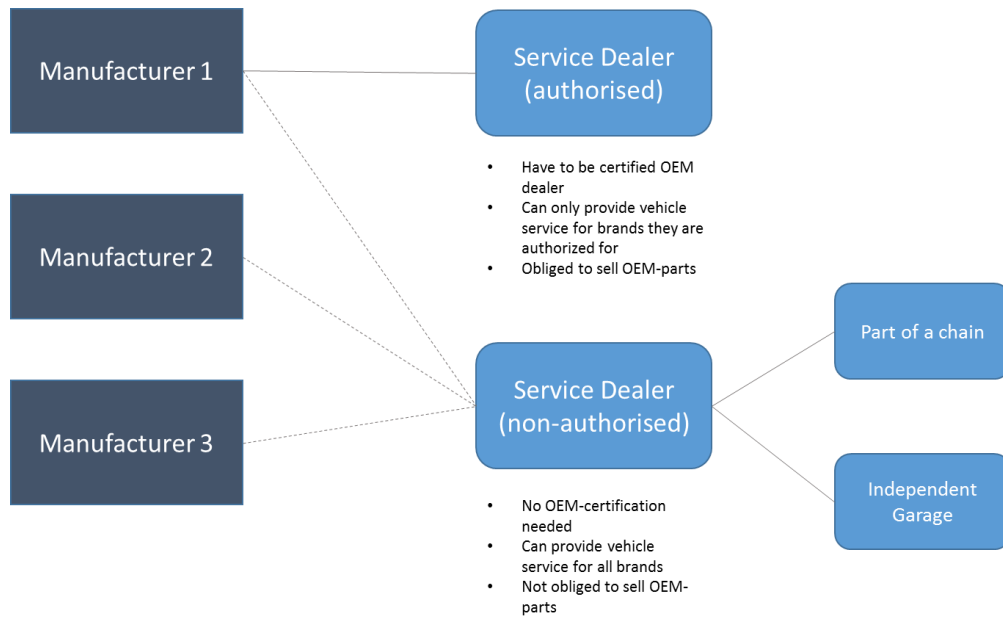 Manufacturer 1
Service Dealer
(authorised)
• Have to be certified OEM
dealer
• Can only provide vehicle
service for brands they are
authorized for
• Obliged to sell OEM-parts
Manufacturer 2
Manufacturer 3
Service Dealer
(non-authorised)
• No OEM-certification
needed
• Can provide vehicle
service for all brands
• Not obliged to sell OEM-
parts
Part of a chain
Independent
Garage